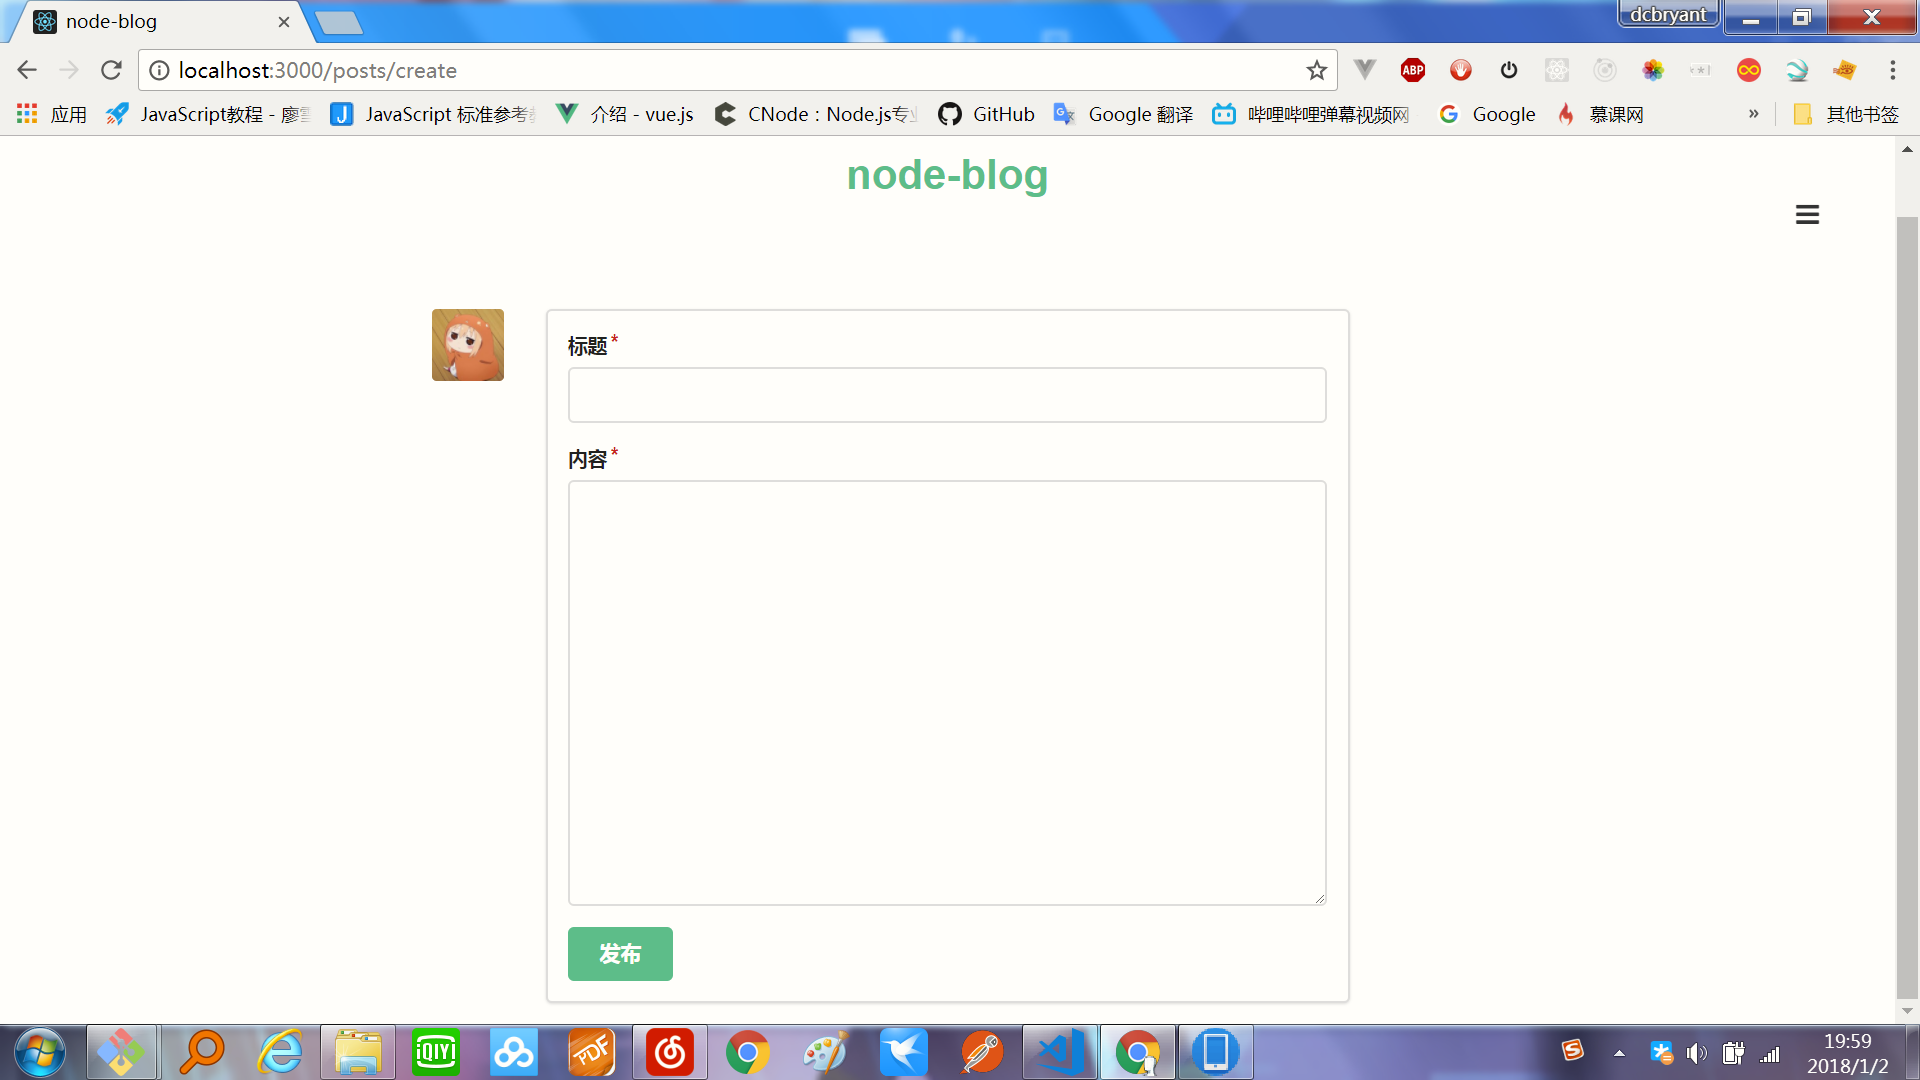 node-blog
dcbryant
localhost:3000/posts/create
ABP
应用
JavaScript教程 - 廖
J
JavaScript 标准参考
介绍 - vue.js
CNode：Node.js专
GitHub
Google 翻译
哔哩哔哩弹幕视频网
Google
慕课网
»
其他书签
node-blog
标题*
内容*
发布
iQIYI
PDF
19:59
2018/1/2